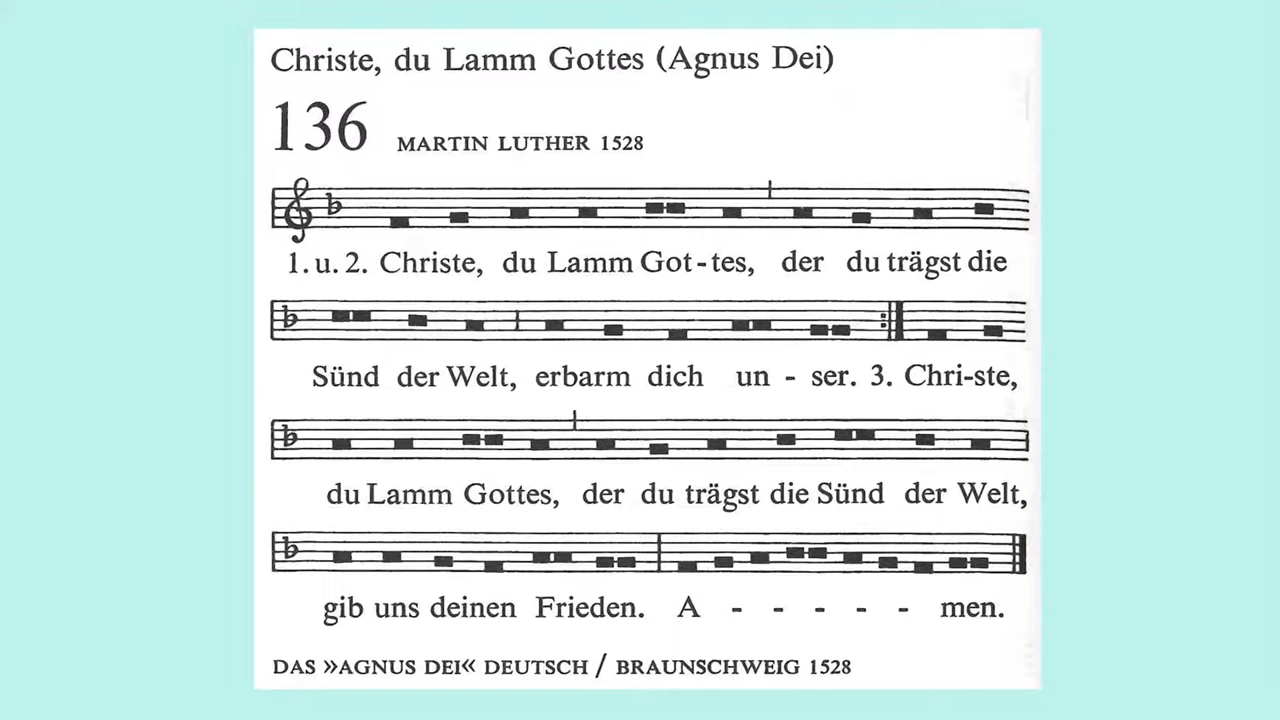 Christe, du Lamm Gottes (Agnus Dei)
136 MARTIN LUTHER 1528
1. u. 2. Christe, du Lamm Got-tes, der du trägst die
Sünd der Welt, erbarm dich un - ser. 3. Chri-ste,
du Lamm Gottes, der du trägst die Sünd der Welt,
gib uns deinen Frieden. A - - - - - men.
DAS »AGNUS DEI« DEUTSCH / BRAUNSCHWEIG 1528